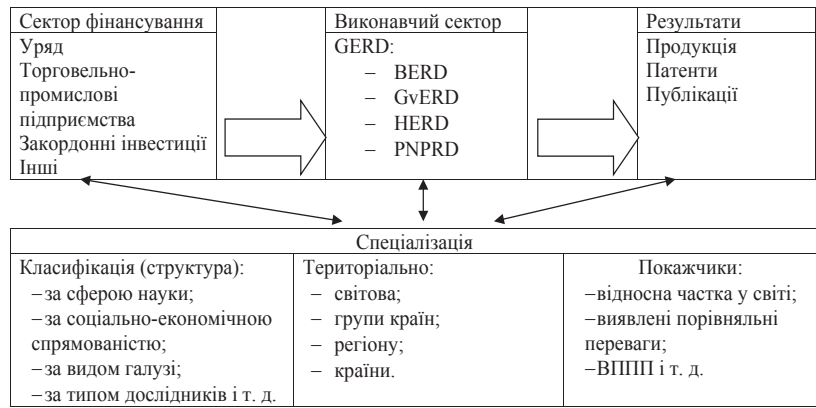 Сектор фінансування
Уряд
Торговельно-
промислові
підприємства
Закордонні інвестиції
Інші
Виконавчий сектор
GERD:
– BERD
– GvERD
– HERD
– PNPRD
Результати
Продукція
Патенти
Публікації
Спеціалізація
Класифікація (структура):
–за сферою науки;
–за соціально-економічною
спрямованістю;
–за видом галузі;
–за типом дослідників і т. д.
Територіально:
– світова;
– групи країн;
– регіону;
– країни.
Покажчики:
–відносна частка у світі;
–виявлені порівняльні
переваги;
–ВППП і т. д.